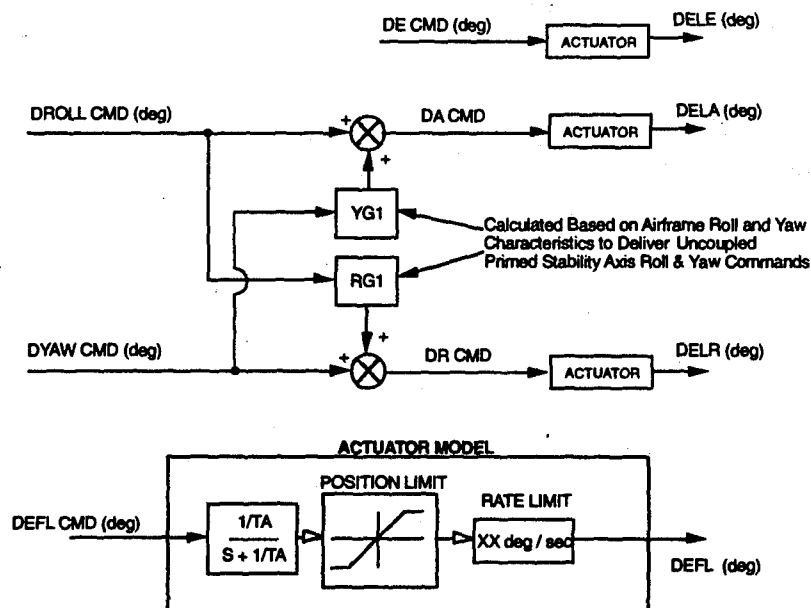 DE CMD (deg)
ACTUATOR
DELE (deg)
DROLL CMD (deg)
+
DA CMD
ACTUATOR
DELA (deg)
+
YG1
Calculated Based on Airframe Roll and Yaw
Characteristics to Deliver Uncoupled
Primed Stability Axis Roll & Yaw Commands
RG1
+
DYAW CMD (deg)
+
DR CMD
ACTUATOR
DELR (deg)
ACTUATOR MODEL
POSITION LIMIT
RATE LIMIT
DEFL CMD (deg)
1/TA
S + 1/TA
XX deg / sec
DEFL (deg)